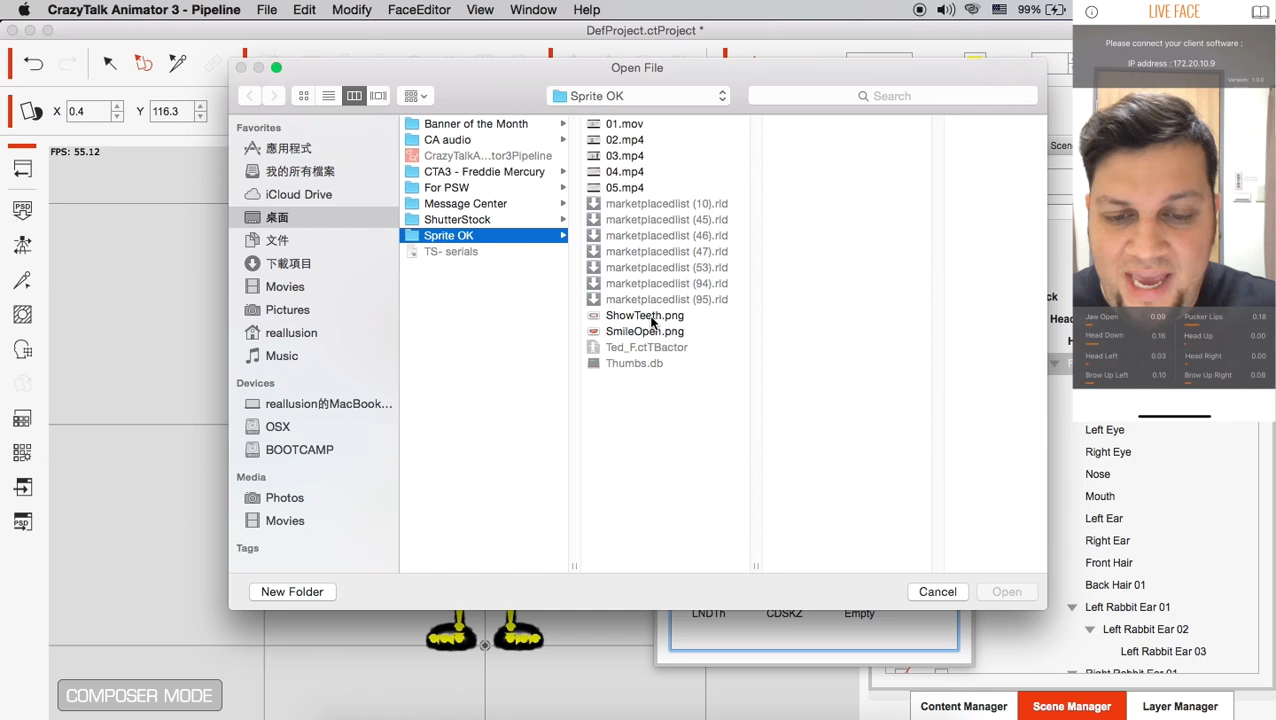 CrazyTalk Animator 3 - Pipeline File Edit Modify FaceEditor View Window Help 99%
DefProject.ctProject *
X 0.4 Y 116.3
FPS: 55.12
Open File
Sprite OK
Search
Favorites
應用程式
我的所有檔案
iCloud Drive
桌面
文件
下載項目
Movies
Pictures
reallusion
Music
Devices
reallusion的MacBook...
OSX
BOOTCAMP
Media
Photos
Movies
Tags
Banner of the Month
CA audio
CrazyTalkA...tor3Pipeline
CTA3 - Freddie Mercury
For PSW
Message Center
ShutterStock
Sprite OK
TS- serials
01.mov
02.mp4
03.mp4
04.mp4
05.mp4
marketplacedlist (10).rld
marketplacedlist (45).rld
marketplacedlist (46).rld
marketplacedlist (47).rld
marketplacedlist (53).rld
marketplacedlist (94).rld
marketplacedlist (95).rld
ShowTeeth.png
SmileOpen.png
Ted_F.ctTBactor
Thumbs.db
New Folder
Cancel
Open
LNDTh CDSKZ Empty
COMPOSER MODE
LIVE FACE
Please connect your client software :
IP address : 172.20.10.9
Version: 1.0.0
Jaw Open 0.09 Pucker Lips 0.18
Head Down 0.16 Head Up 0.00
Head Left 0.03 Head Right 0.00
Brow Up Left 0.10 Brow Up Right 0.08
Left Eye
Right Eye
Nose
Mouth
Left Ear
Right Ear
Front Hair
Back Hair 01
Left Rabbit Ear 01
Left Rabbit Ear 02
Left Rabbit Ear 03
Content Manager
Scene Manager
Layer Manager